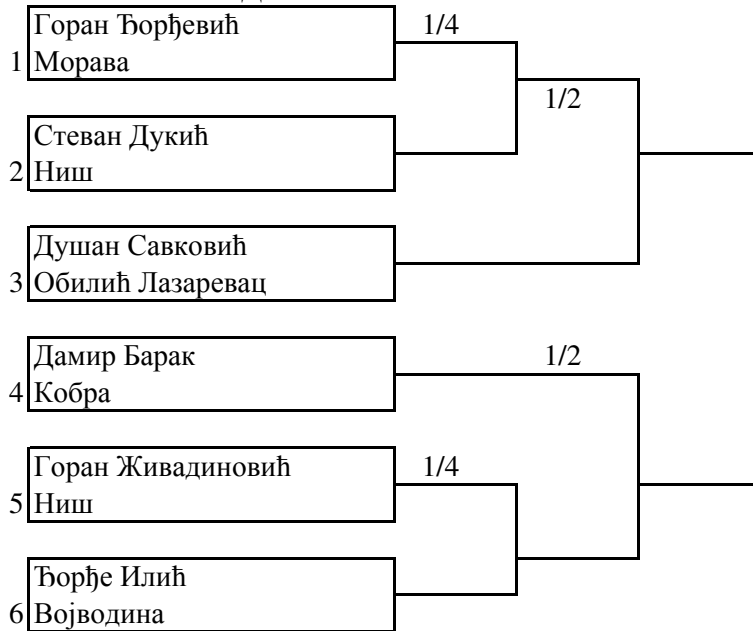 Горан Ђорђевић 1/4
1 Морава
1/2
Стеван Дукић
2 Ниш
Душан Савковић
3 Обилић Лазаревац
Дамир Барак 1/2
4 Кобра
Горан Живадиновић 1/4
5 Ниш
Ђорђе Илић
6 Војводина